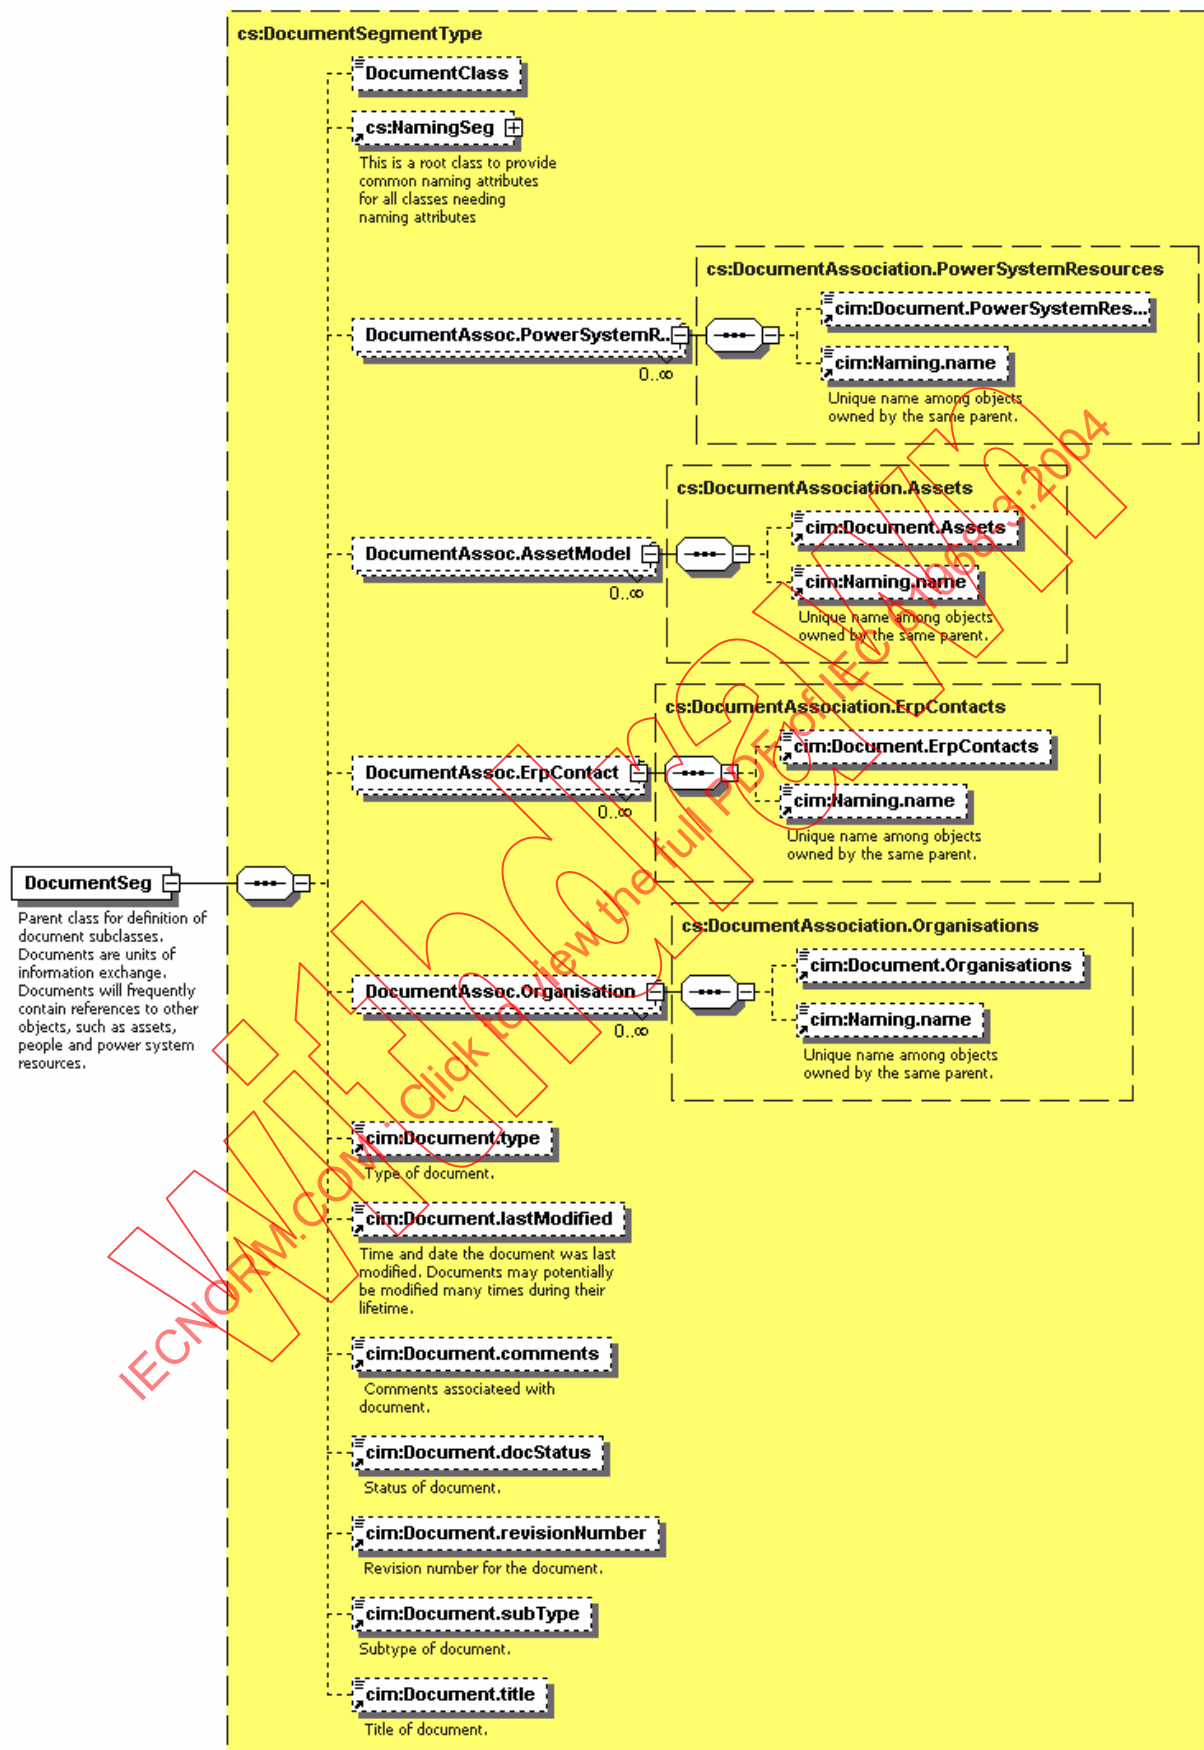 cs:DocumentSegmentType
DocumentClass
cs:NamingSeg
This is a root class to provide
common naming attributes
for all classes needing
naming attributes
cs:DocumentAssociation.PowerSystemResources
cim:Document.PowerSystemRes...
DocumentAssoc.PowerSystemR...
0..∞
cim:Naming.name
Unique name among objects
owned by the same parent.
cs:DocumentAssociation.Assets
cim:Document.Assets
DocumentAssoc.AssetModel
0..∞
cim:Naming.name
Unique name among objects
owned by the same parent.
cs:DocumentAssociation.ErpContacts
cim:Document.ErpContacts
DocumentAssoc.ErpContact
0..∞
cim:Naming.name
Unique name among objects
owned by the same parent.
DocumentSeg
Parent class for definition of
document subclasses.
Documents are units of
information exchange.
Documents will frequently
contain references to other
objects, such as assets,
people and power system
resources.
cs:DocumentAssociation.Organisations
cim:Document.Organisations
DocumentAssoc.Organisation
0..∞
cim:Naming.name
Unique name among objects
owned by the same parent.
cim:Document.type
Type of document.
cim:Document.lastModified
Time and date the document was last
modified. Documents may potentially
be modified many times during their
lifetime.
cim:Document.comments
Comments associateed with
document.
cim:Document.docStatus
Status of document.
cim:Document.revisionNumber
Revision number for the document.
cim:Document.subType
Subtype of document.
cim:Document.title
Title of document.
Withdrawn
IECNORM.COM : Click to view the full PDF of IEC 61968-3:2004